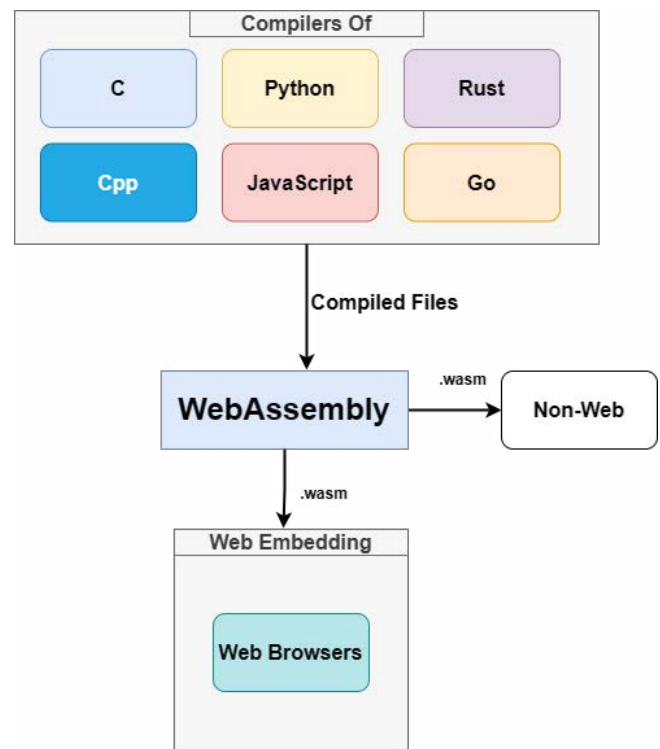 Compilers Of
C
Python
Rust
Cpp
JavaScript
Go
Compiled Files
WebAssembly
.wasm
Non-Web
.wasm
Web Embedding
Web Browsers